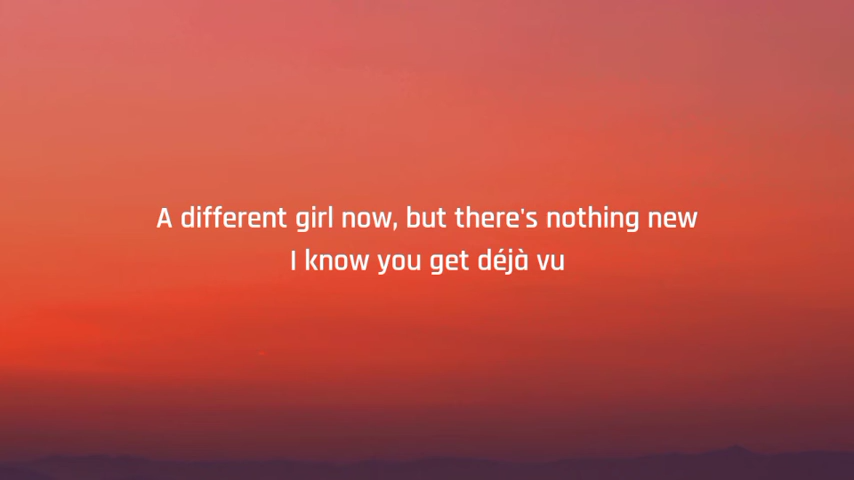 A different girl now, but there's nothing new
I know you get déjà vu